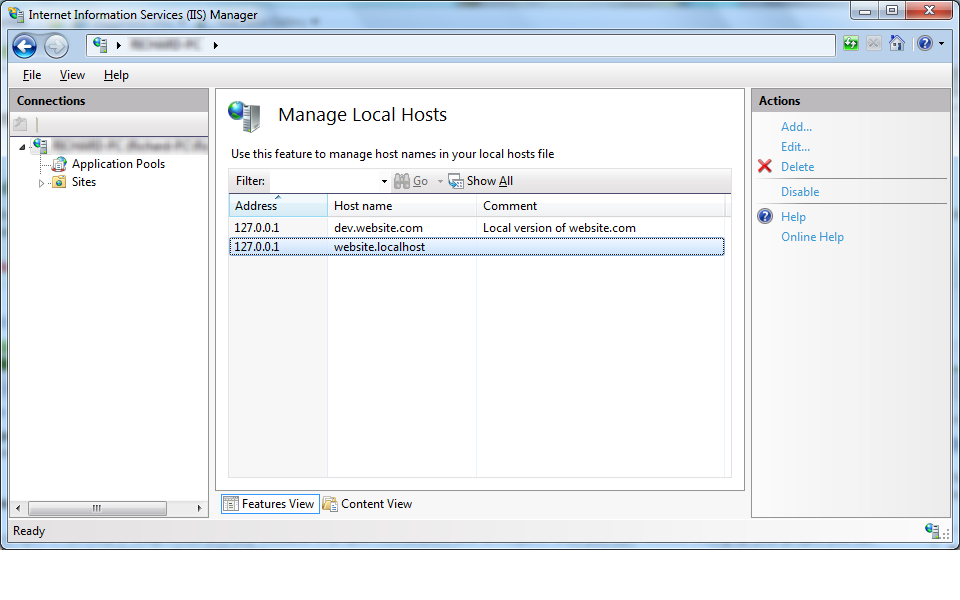 Internet Information Services (IIS) Manager
File View Help
Connections
Application Pools
Sites
Manage Local Hosts
Use this feature to manage host names in your local hosts file
Filter: Go Show All
Address Host name Comment
127.0.0.1 dev.website.com Local version of website.com
127.0.0.1 website.localhost
Features View Content View
Actions
Add...
Edit...
Delete
Disable
Help
Online Help
Ready